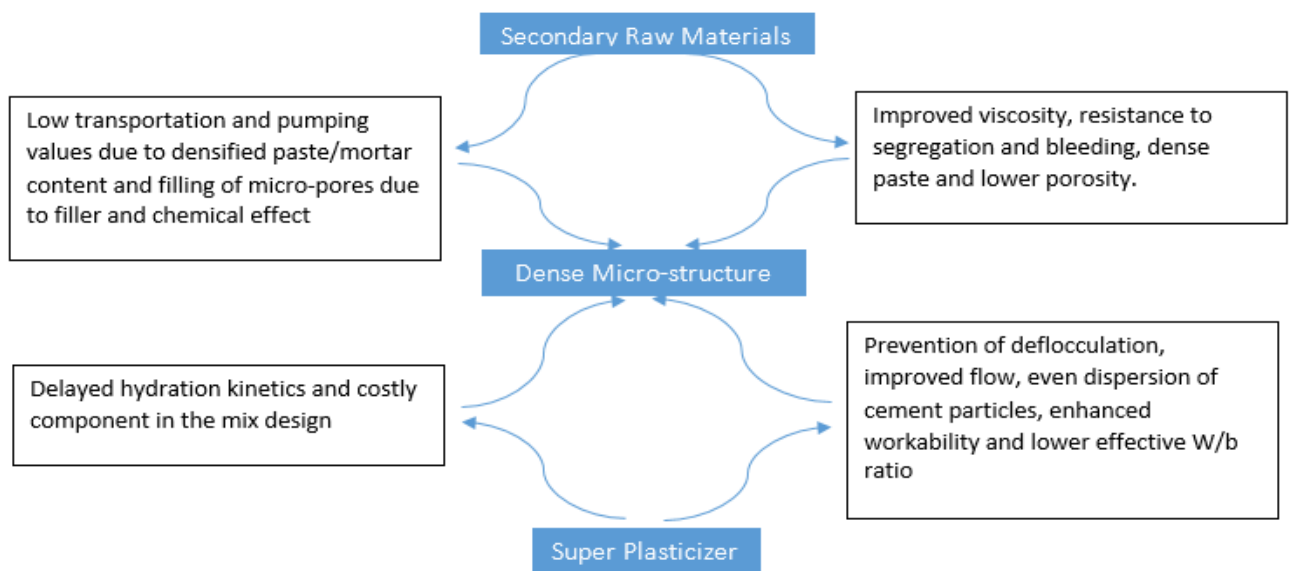 Secondary Raw Materials
Low transportation and pumping
values due to densified paste/mortar
content and filling of micro-pores due
to filler and chemical effect
Improved viscosity, resistance to
segregation and bleeding, dense
paste and lower porosity.
Dense Micro-structure
Delayed hydration kinetics and costly
component in the mix design
Prevention of deflocculation,
improved flow, even dispersion of
cement particles, enhanced
workability and lower effective W/b
ratio
Super Plasticizer